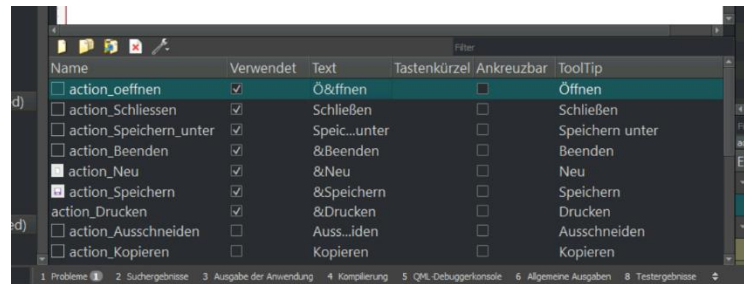 Filter
Name Verwendet Text Tastenkürzel Ankreuzbar ToolTip
action_oeffnen Ö&ffnen Öffnen
ed) action_Schliessen Schließen Schließen
action_Speichern_unter Speic...unter Speichern unter
action_Beenden &Beenden Beenden
action_Neu &Neu Neu
action_Speichern &Speichern Speichern
action_Drucken &Drucken Drucken
ed) action_Ausschneiden Auss...iden Ausschneiden
action_Kopieren Kopieren Kopieren
1 Probleme 1 2 Suchergebnisse 3 Ausgabe der Anwendung 4 Kompilierung 5 QML-Debuggerkonsole 6 Allgemeine Ausgaben 8 Testergebnisse